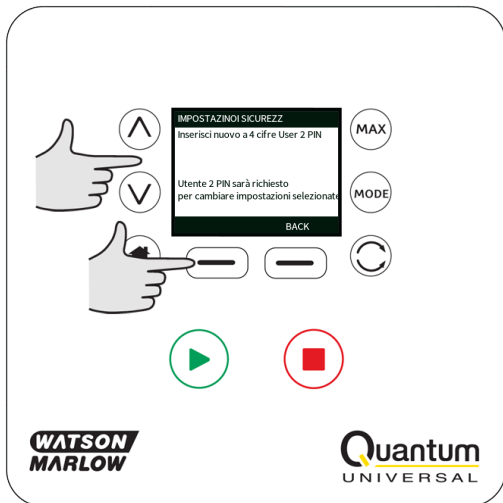 IMPOSTAZINOI SICUREZZ
Inserisci nuovo a 4 cifre User 2 PIN
Utente 2 PIN sarà richiesto
per cambiare impostazioni selezionate
BACK
MAX
MODE
WATSON
MARLOW
Quantum
UNIVERSAL